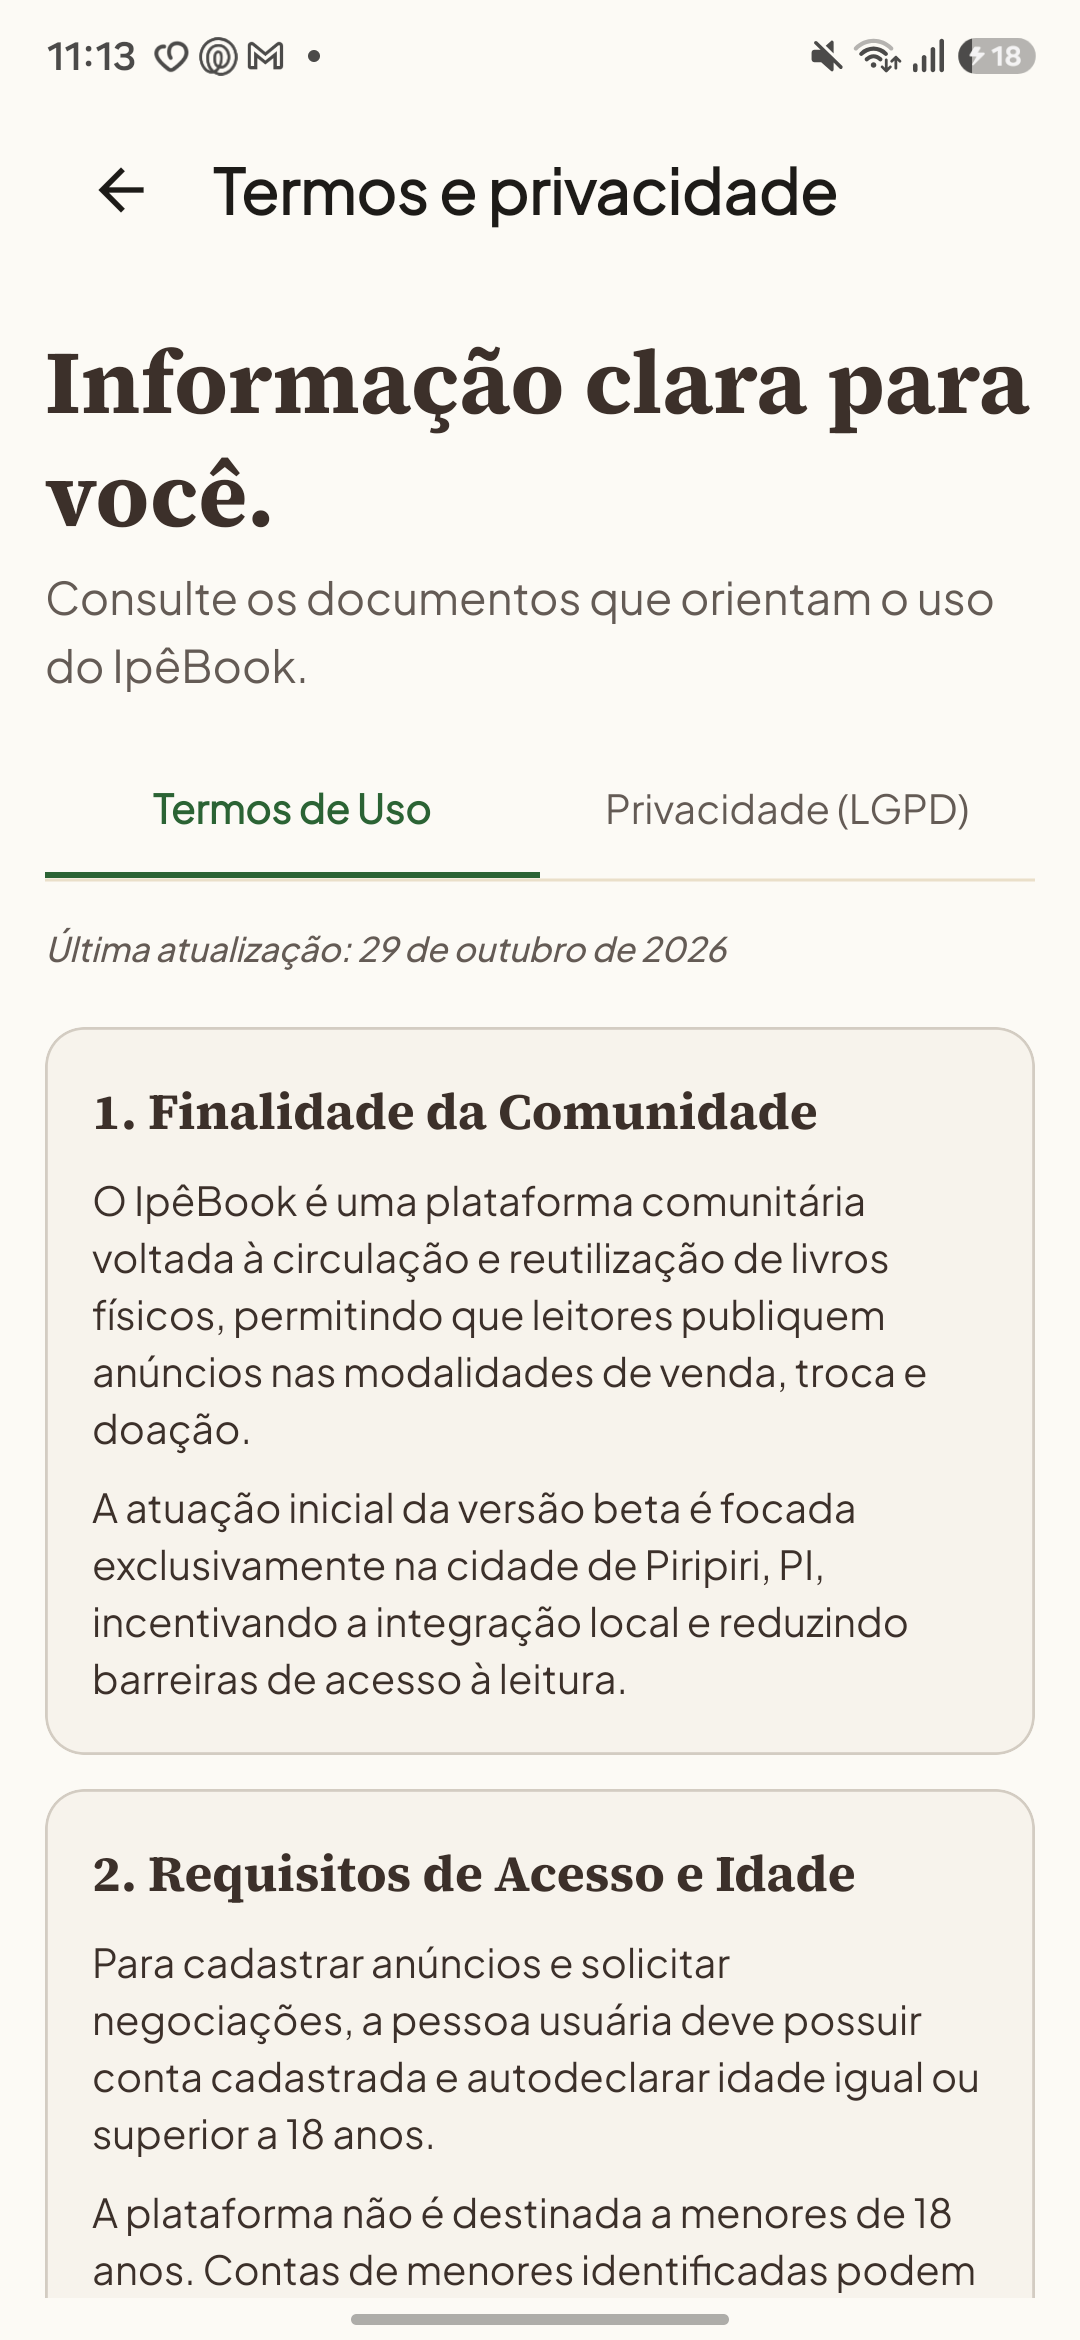 11:13
18
Termos e privacidade
Informação clara para
você.
Consulte os documentos que orientam o uso
do IpêBook.
Termos de Uso
Privacidade (LGPD)
Última atualização: 29 de outubro de 2026
1. Finalidade da Comunidade
O IpêBook é uma plataforma comunitária
voltada à circulação e reutilização de livros
físicos, permitindo que leitores publiquem
anúncios nas modalidades de venda, troca e
doação.
A atuação inicial da versão beta é focada
exclusivamente na cidade de Piripiri, PI,
incentivando a integração local e reduzindo
barreiras de acesso à leitura.
2. Requisitos de Acesso e Idade
Para cadastrar anúncios e solicitar
negociações, a pessoa usuária deve possuir
conta cadastrada e autodeclarar idade igual ou
superior a 18 anos.
A plataforma não é destinada a menores de 18
anos. Contas de menores identificadas podem